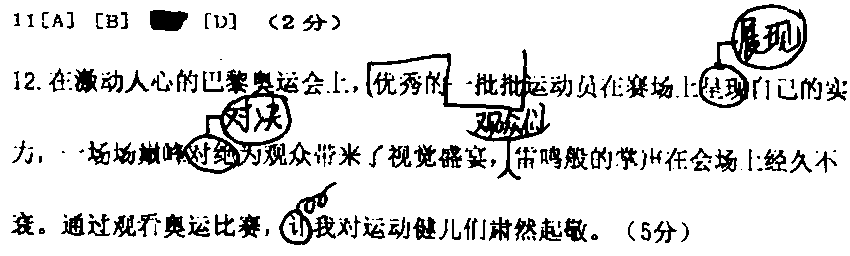 11[A] [B] [D] （2分）
展现
12.在激动人心的巴黎奥运会上，优秀的一批批运动员在赛场上呈现自己的实
对决 观众们
力，一场场巅峰对绝为观众带来了视觉盛宴，雷鸣般的掌声在会场上经久不
衰。通过观看奥运比赛，让我对运动健儿们肃然起敬。（5分）